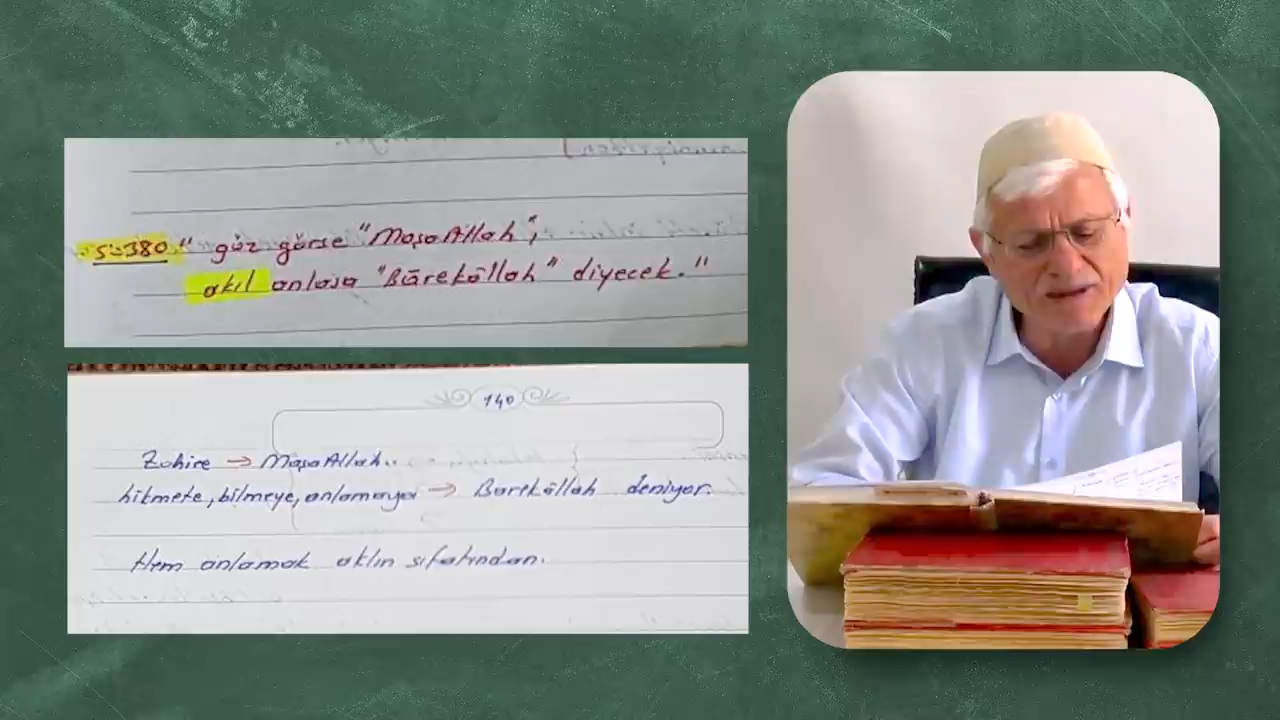 S-380 " göz görse "MaşaAllah",
akıl anlasa "Bârekâllah" diyecek."
140
Zahire → MaşaAllah..
hikmete, bilmeye, anlamaya → Barekâllah deniyor.
Hem anlamak aklın sıfatından.